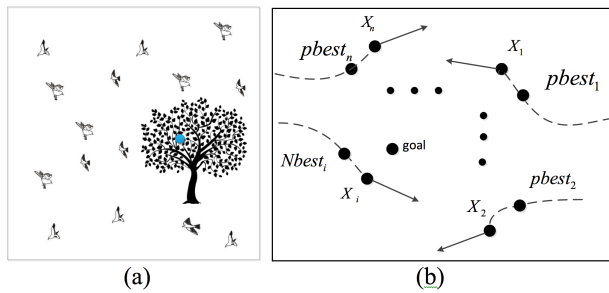 X_n
pbest_n
X_1
pbest_1
goal
Nbest_i
X_i
pbest_2
X_2
(a)
(b)